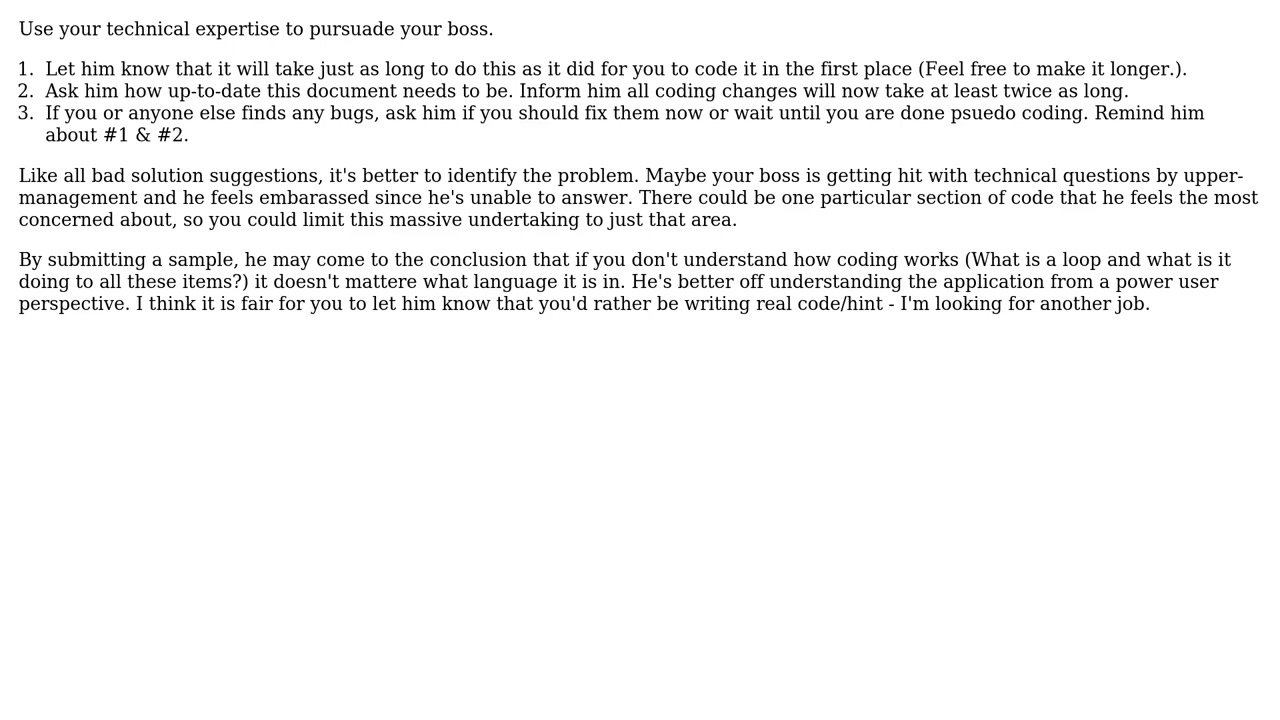 Use your technical expertise to pursuade your boss.
1. Let him know that it will take just as long to do this as it did for you to code it in the first place (Feel free to make it longer.).
2. Ask him how up-to-date this document needs to be. Inform him all coding changes will now take at least twice as long.
3. If you or anyone else finds any bugs, ask him if you should fix them now or wait until you are done psuedo coding. Remind him
about #1 & #2.
Like all bad solution suggestions, it's better to identify the problem. Maybe your boss is getting hit with technical questions by upper-
management and he feels embarassed since he's unable to answer. There could be one particular section of code that he feels the most
concerned about, so you could limit this massive undertaking to just that area.
By submitting a sample, he may come to the conclusion that if you don't understand how coding works (What is a loop and what is it
doing to all these items?) it doesn't mattere what language it is in. He's better off understanding the application from a power user
perspective. I think it is fair for you to let him know that you'd rather be writing real code/hint - I'm looking for another job.